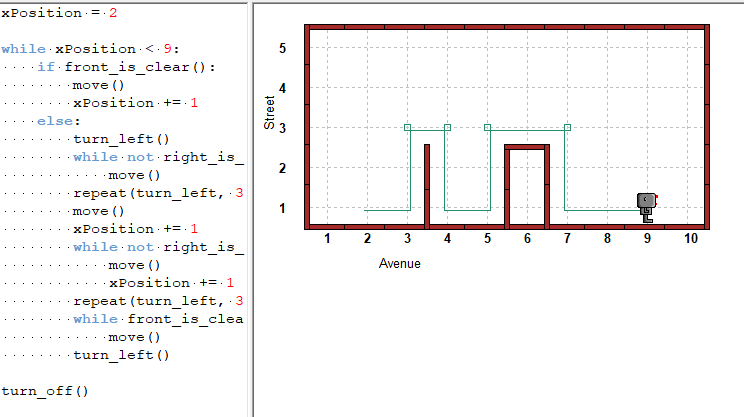 xPosition = 2
while xPosition < 9:
if front_is_clear():
move()
xPosition += 1
else:
turn_left()
while not right_is_
move()
repeat(turn_left, 3
move()
xPosition += 1
while not right_is_
move()
xPosition += 1
repeat(turn_left, 3
while front_is_clea
move()
turn_left()
turn_off()
5
4
Street
3
2
1
1 2 3 4 5 6 7 8 9 10
Avenue